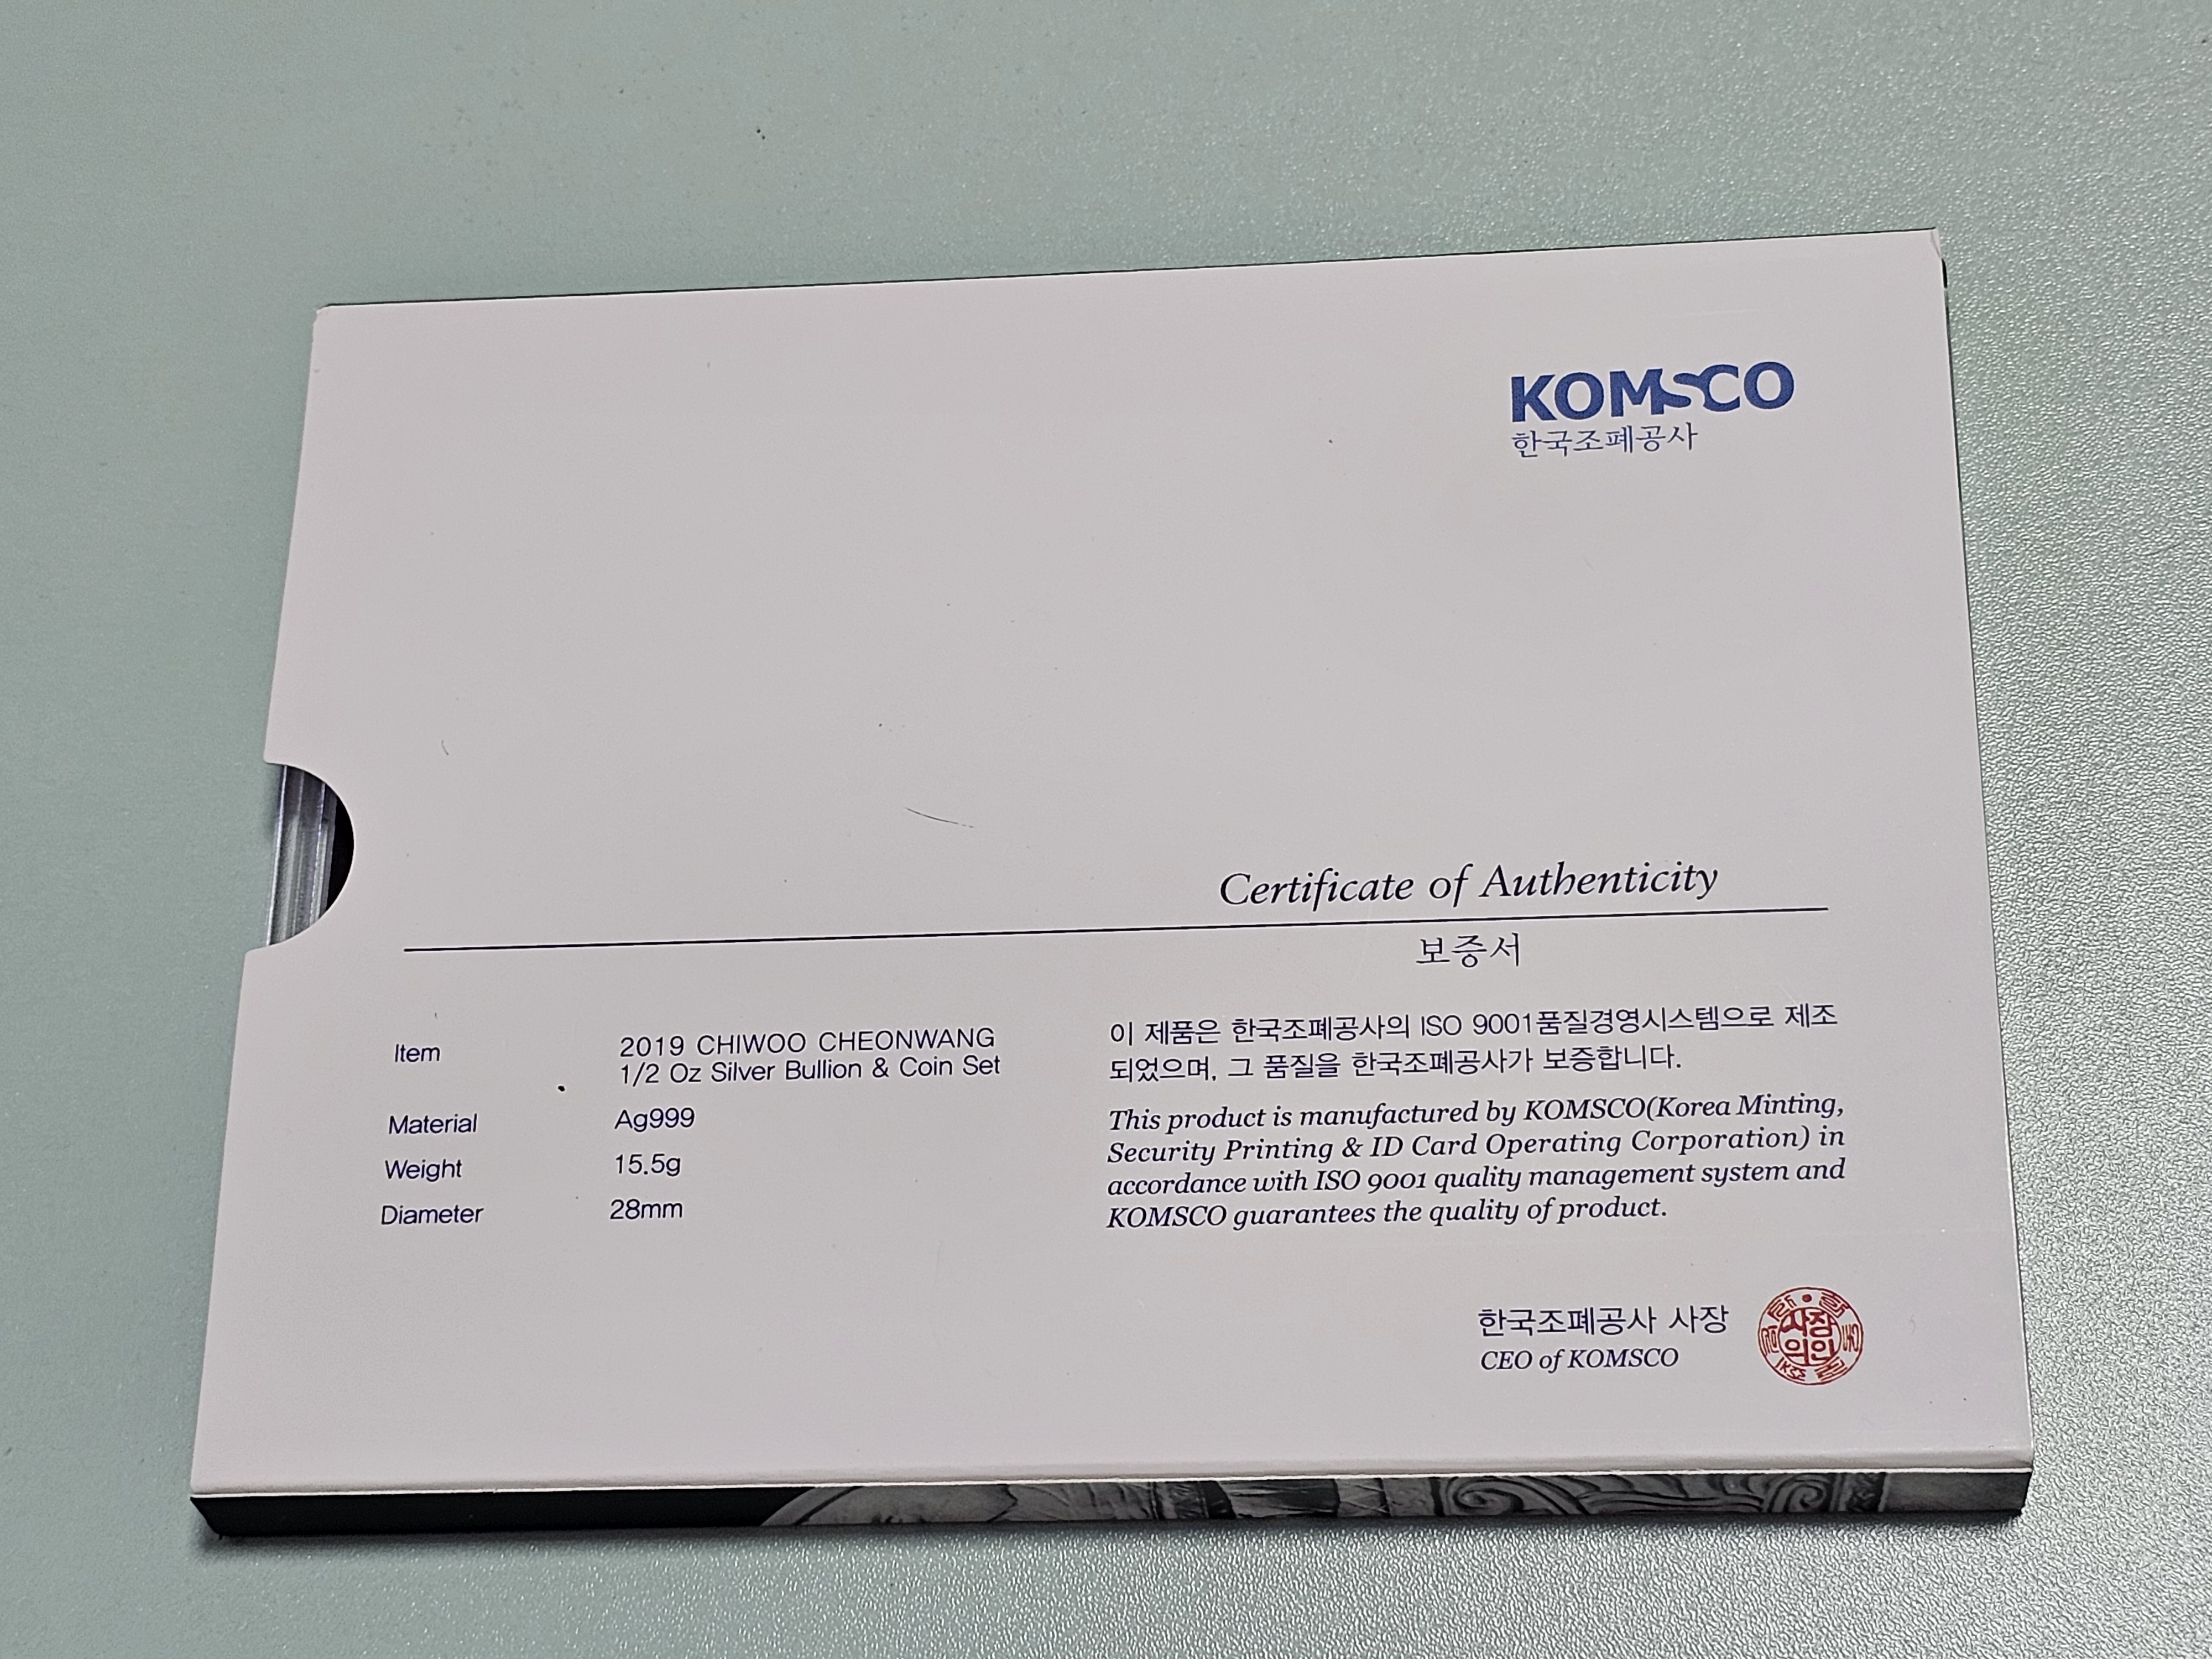 KOMSCO
한국조폐공사
Certificate of Authenticity
보증서
Item
2019 CHIWOO CHEONWANG
1/2 Oz Silver Bullion & Coin Set
Material
Ag999
Weight
15.5g
Diameter
28mm
이 제품은 한국조폐공사의 ISO 9001품질경영시스템으로 제조
되었으며, 그 품질을 한국조폐공사가 보증합니다.
This product is manufactured by KOMSCO(Korea Minting,
Security Printing & ID Card Operating Corporation) in
accordance with ISO 9001 quality management system and
KOMSCO guarantees the quality of product.
한국조폐공사 사장
CEO of KOMSCO
사장
의인